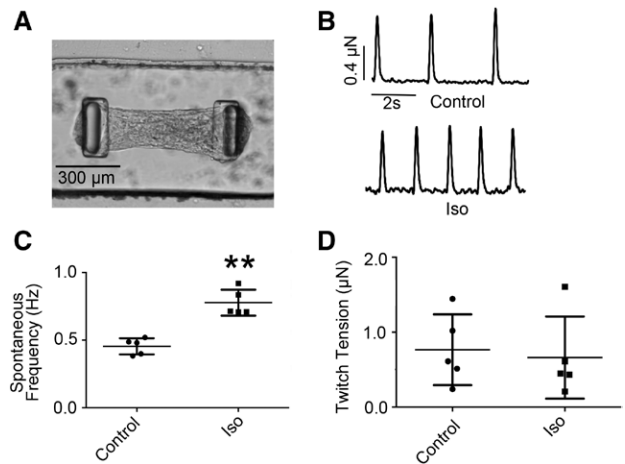 A
300 µm
B
0.4 µN
2s
Control
Iso
C
Spontaneous
Frequency (Hz)
1.0
0.5
0.0
**
Control
Iso
D
Twitch Tension (µN)
2.0
1.0
0.0
Control
Iso